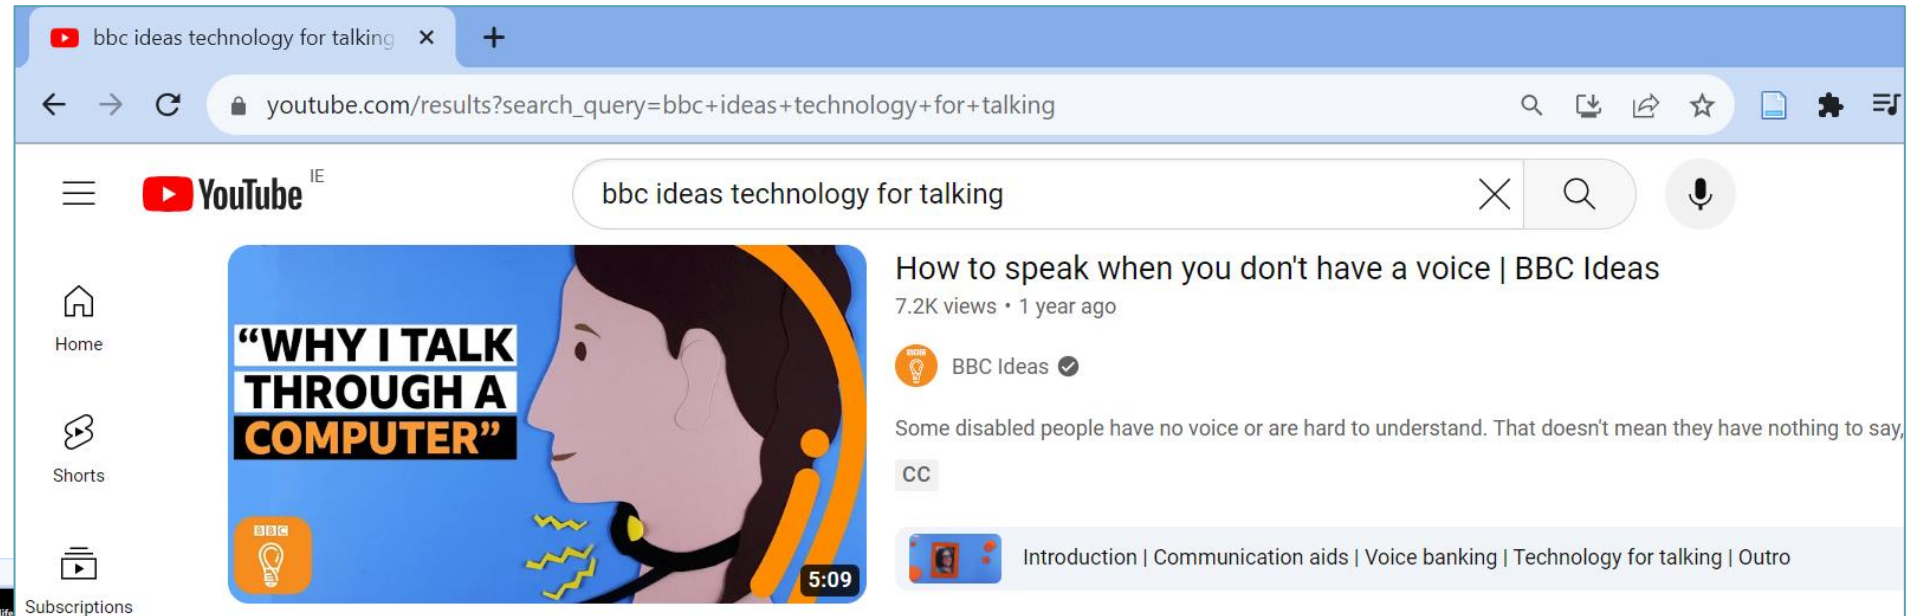 bbc ideas technology for talking
youtube.com/results?search_query=bbc+ideas+technology+for+talking
YouTube IE
bbc ideas technology for talking
Home
Shorts
Subscriptions
“WHY I TALK
THROUGH A
COMPUTER”
BBC
5:09
How to speak when you don't have a voice | BBC Ideas
7.2K views • 1 year ago
BBC Ideas
Some disabled people have no voice or are hard to understand. That doesn't mean they have nothing to say,
CC
Introduction | Communication aids | Voice banking | Technology for talking | Outro